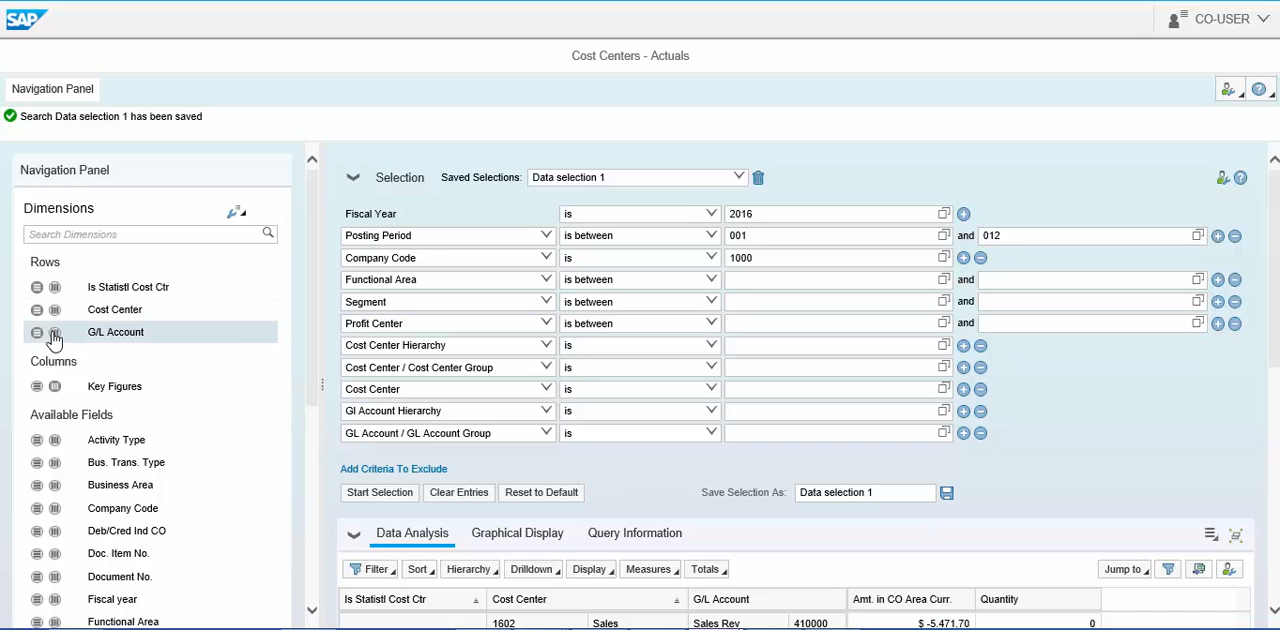 SAP
CO-USER
Cost Centers - Actuals
Navigation Panel
Search Data selection 1 has been saved
Navigation Panel
Dimensions
Search Dimensions
Rows
Is Statistl Cost Ctr
Cost Center
G/L Account
Columns
Key Figures
Available Fields
Activity Type
Bus. Trans. Type
Business Area
Company Code
Deb/Cred Ind CO
Doc. Item No.
Document No.
Fiscal year
Functional Area
Selection Saved Selections: Data selection 1
Fiscal Year is 2016
Posting Period is between 001 and 012
Company Code is 1000
Functional Area is between and
Segment is between and
Profit Center is between and
Cost Center Hierarchy is
Cost Center / Cost Center Group is
Cost Center is
Gl Account Hierarchy is
GL Account / GL Account Group is
Add Criteria To Exclude
Start Selection Clear Entries Reset to Default Save Selection As: Data selection 1
Data Analysis Graphical Display Query Information
Filter Sort Hierarchy Drilldown Display Measures Totals Jump to
Is Statistl Cost Ctr Cost Center G/L Account Amt. in CO Area Curr. Quantity
1602 Sales Sales Rev 410000 $ -5.471,70 0